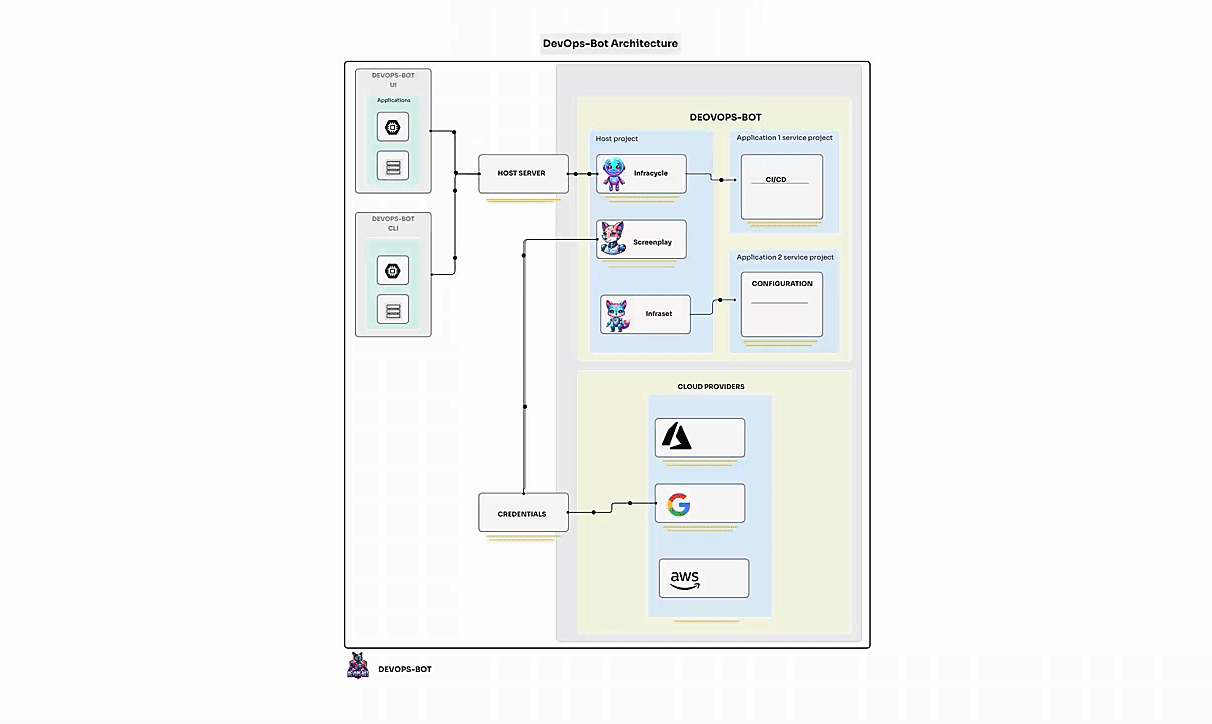 DevOps-Bot Architecture
DEVOPS-BOT
UI
Applications
DEVOPS-BOT
CLI
HOST SERVER
CREDENTIALS
DEOVOPS-BOT
Host project
Infracycle
Screenplay
Infraset
Application 1 service project
CI/CD
Application 2 service project
CONFIGURATION
CLOUD PROVIDERS
aws
DEVOPS-BOT